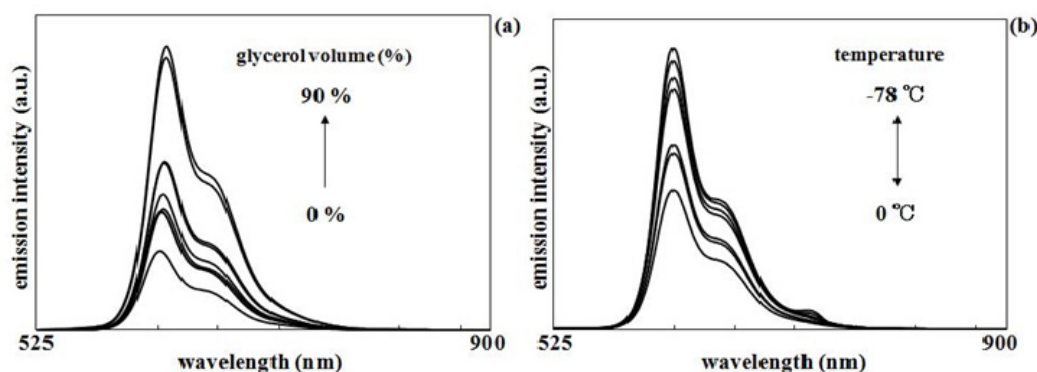 (a)
glycerol volume (%)
90 %
0 %
emission intensity (a.u.)
525
900
wavelength (nm)
(b)
temperature
-78 ℃
0 ℃
emission intensity (a.u.)
525
900
wavelength (nm)